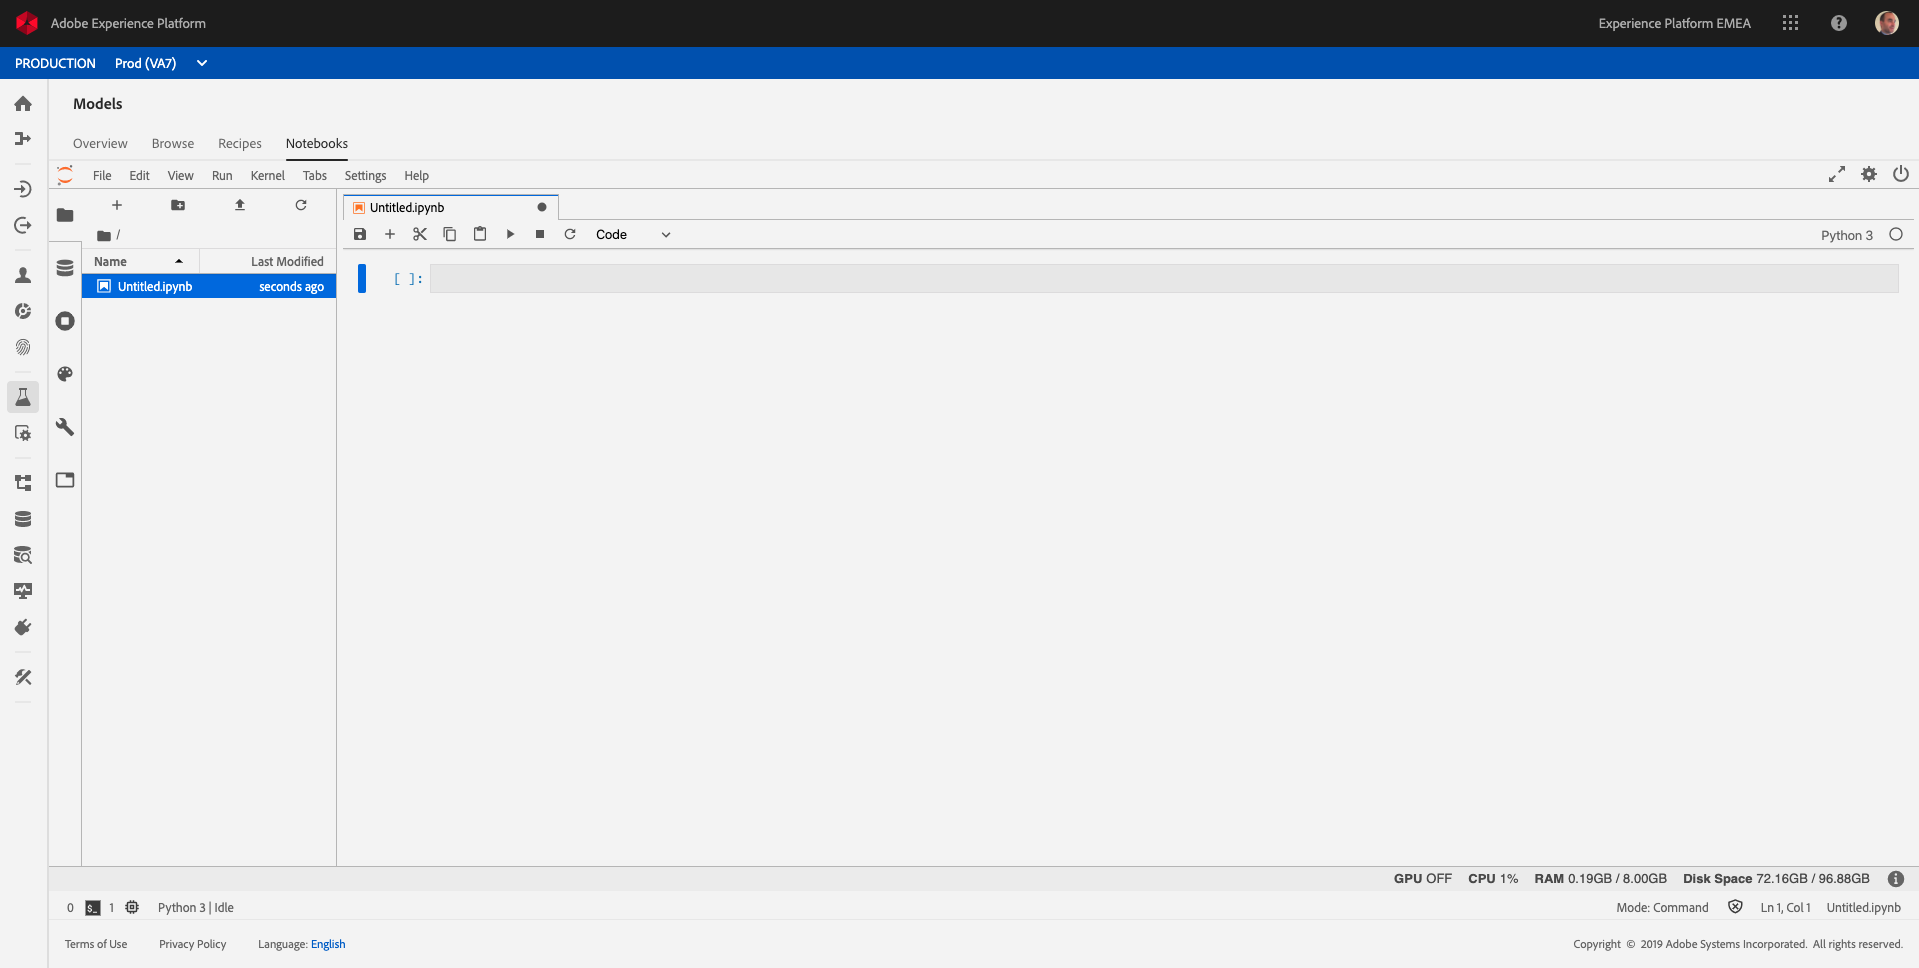 Adobe Experience Platform
Experience Platform EMEA
PRODUCTION Prod (VA7)
Models
Overview Browse Recipes Notebooks
File Edit View Run Kernel Tabs Settings Help
Untitled.ipynb
/
Code
Python 3
Name Last Modified
Untitled.ipynb seconds ago
[ ]:
GPU OFF CPU 1% RAM 0.19GB / 8.00GB Disk Space 72.16GB / 96.88GB
0 $_ 1 Python 3 | Idle
Mode: Command Ln 1, Col 1 Untitled.ipynb
Terms of Use Privacy Policy Language: English
Copyright © 2019 Adobe Systems Incorporated. All rights reserved.